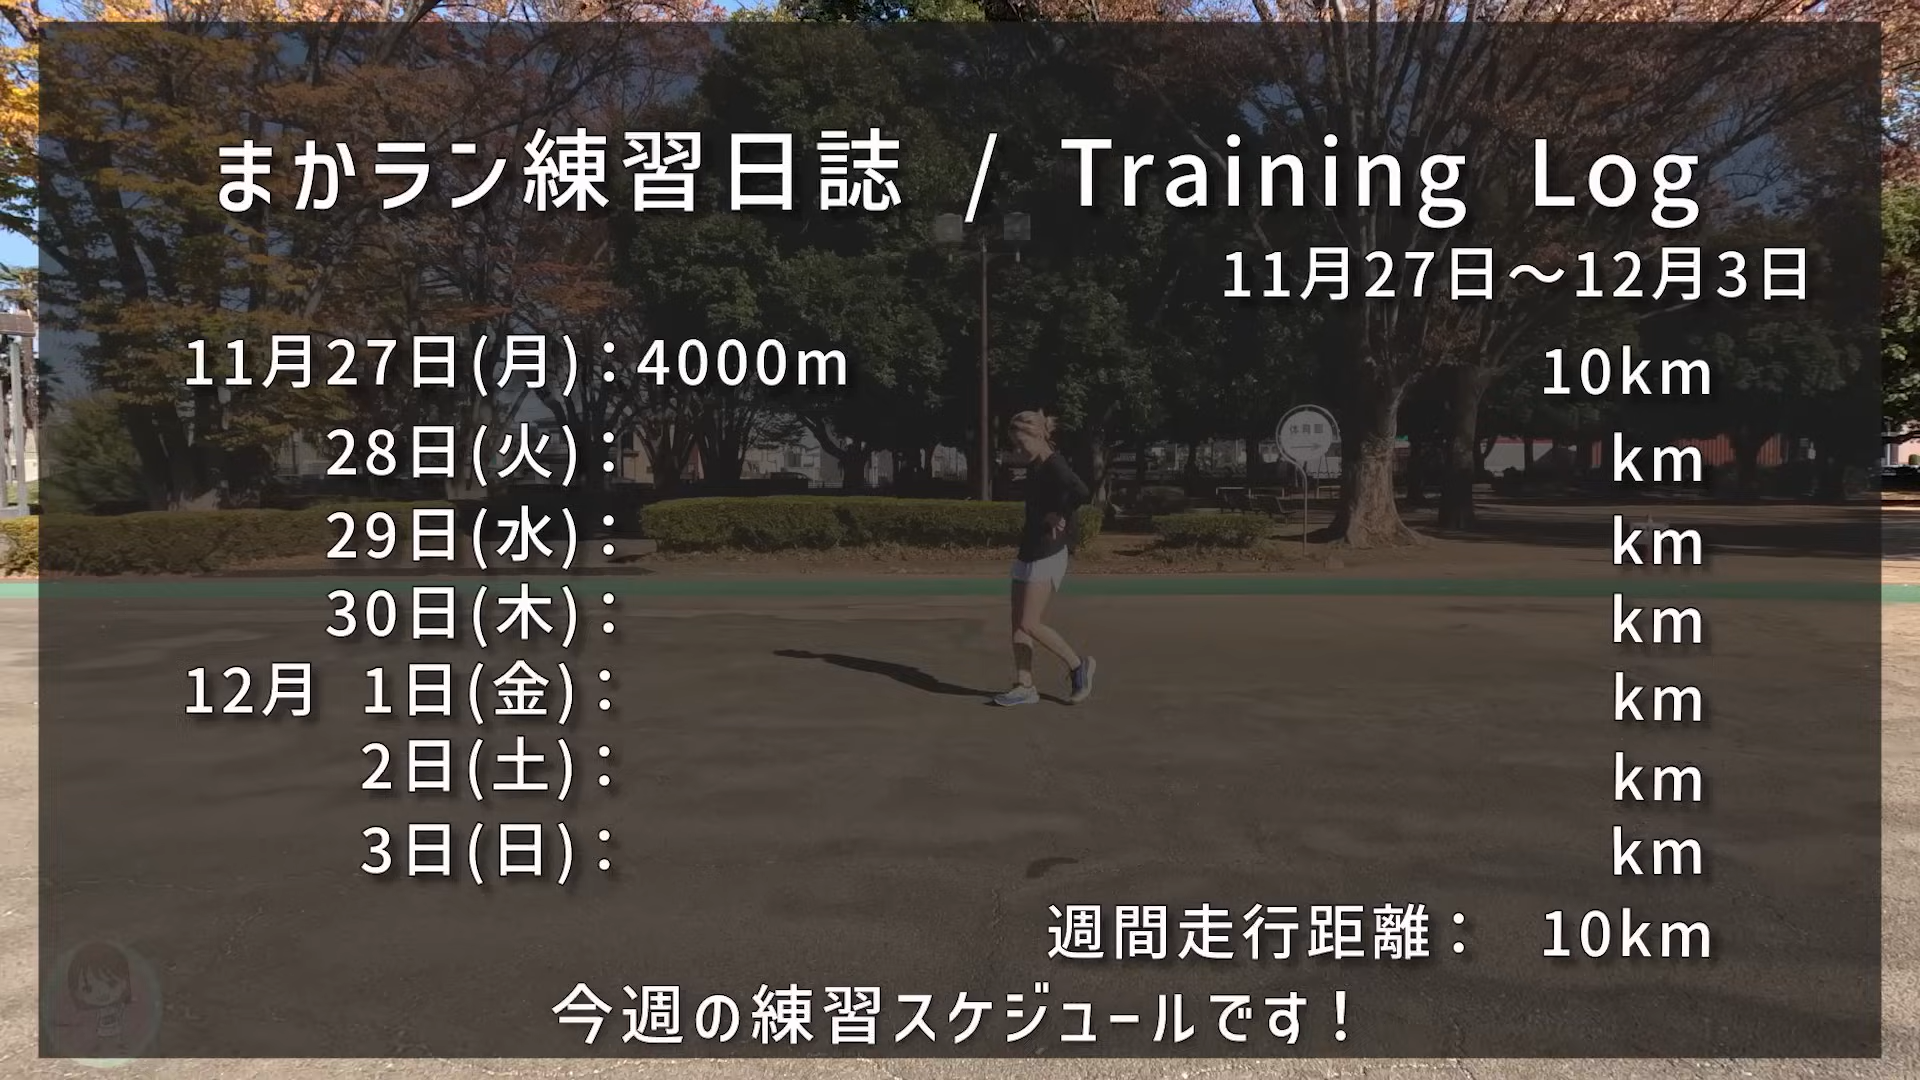 まかラン練習日誌 / Training Log
11月27日～12月3日
11月27日(月)：4000m 10km
28日(火)： km
29日(水)： km
30日(木)： km
12月 1日(金)： km
2日(土)： km
3日(日)： km
週間走行距離： 10km
今週の練習スケジュールです！
体育館